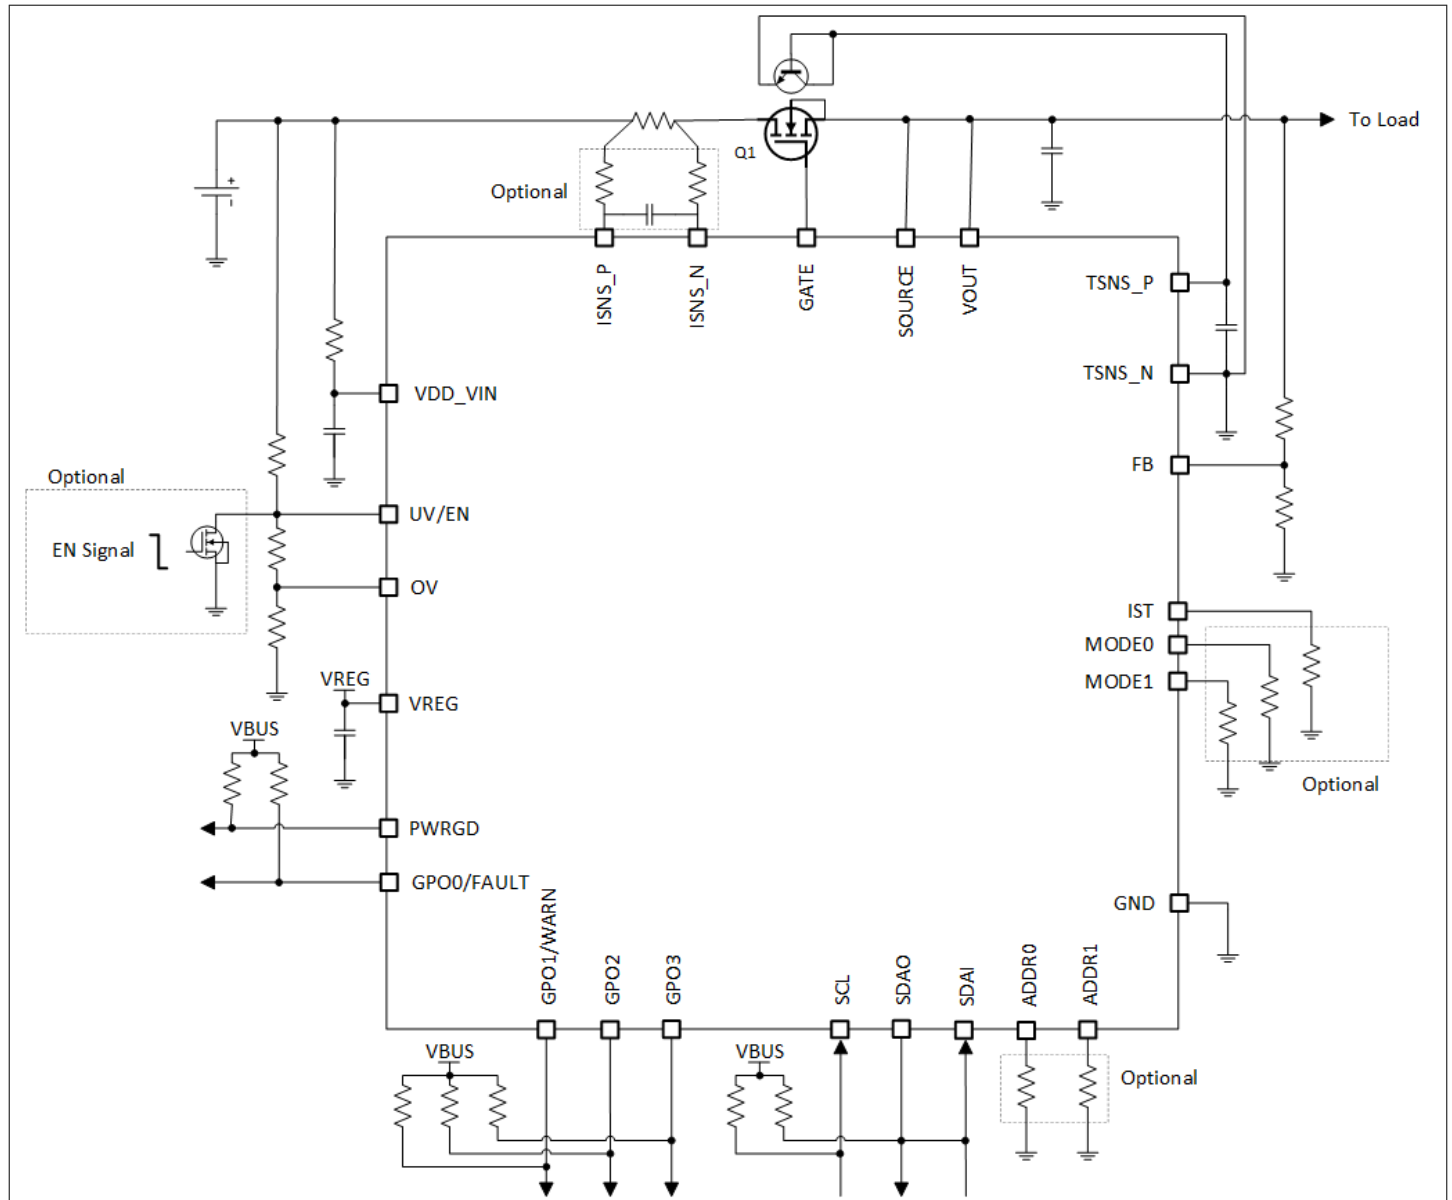 To Load
Q1
+
-
Optional
ISNS_P
ISNS_N
GATE
SOURCE
VOUT
TSNS_P
TSNS_N
VDD_VIN
FB
Optional
UV/EN
EN Signal
OV
IST
MODE0
MODE1
VREG
VREG
VBUS
Optional
PWRGD
GPO0/FAULT
GND
GPO1/WARN
GPO2
GPO3
SCL
SDAO
SDAI
ADDR0
ADDR1
VBUS
VBUS
Optional